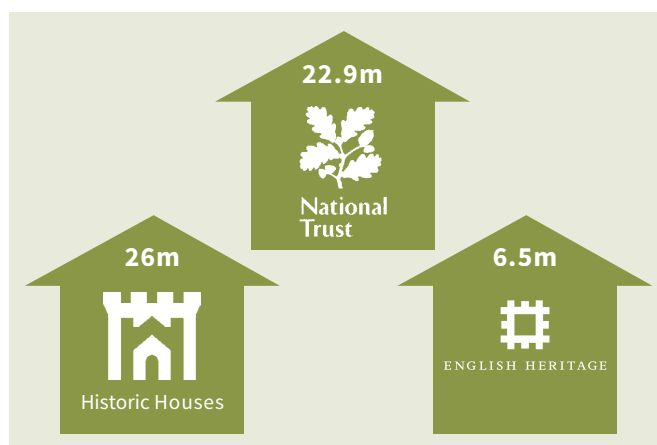 22.9m
National
Trust
26m
Historic Houses
6.5m
ENGLISH HERITAGE